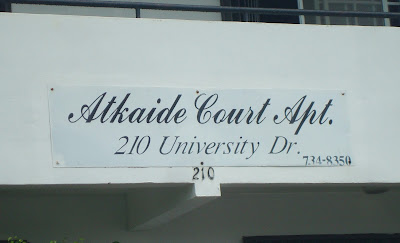 Atkaide Court Apt.
210 University Dr.
734-8350
210